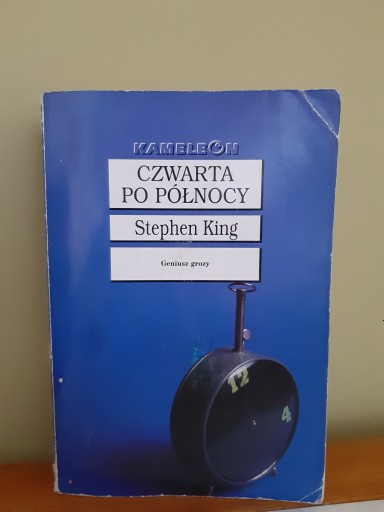 KAMELEON
CZWARTA
PO PÓŁNOCY
Stephen King
Geniusz grozy
12
4